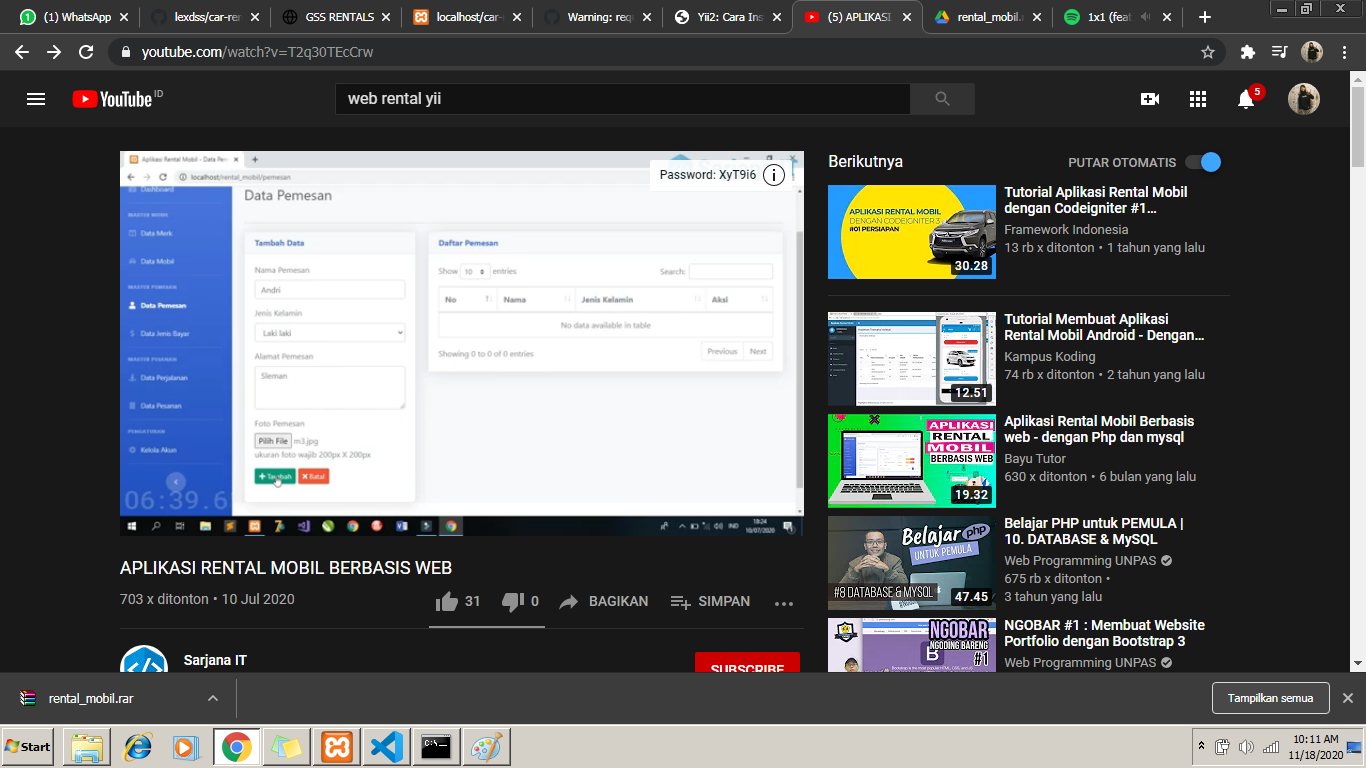 (1) WhatsApp
lexdss/car-ren
GSS RENTALS
localhost/car-
Warning: requ
Yii2: Cara Ins
(5) APLIKASI
rental_mobil.r
1x1 (feat
youtube.com/watch?v=T2q30TEcCrw
YouTube ID
web rental yii
5
Aplikasi Rental Mobil - Data Pem
localhost/rental_mobil/pemesan
Password: XyT9i6
Dashboard
Data Merk
Data Mobil
Data Pemesan
Data Jenis Bayar
Data Perjalanan
Data Pesanan
PENGATURAN
Kelola Akun
06:39.6
Data Pemesan
Tambah Data
Nama Pemesan
Andri
Jenis Kelamin
Laki laki
Alamat Pemesan
Sleman
Foto Pemesan
Pilih File m3.jpg
ukuran foto wajib 200px X 200px
Tambah
Batal
Daftar Pemesan
Show 10 entries
Search:
No Nama Jenis Kelamin Aksi
No data available in table
Showing 0 to 0 of 0 entries
Previous Next
IND
18:24
10/07/2020
APLIKASI RENTAL MOBIL BERBASIS WEB
703 x ditonton • 10 Jul 2020
31
0
BAGIKAN
SIMPAN
Sarjana IT
SUBSCRIBE
Berikutnya
PUTAR OTOMATIS
APLIKASI RENTAL MOBIL
DENGAN CODEIGNITER 3
#01 PERSIAPAN
30.28
Tutorial Aplikasi Rental Mobil
dengan Codeigniter #1...
Framework Indonesia
13 rb x ditonton • 1 tahun yang lalu
12.51
Tutorial Membuat Aplikasi
Rental Mobil Android - Dengan...
Kampus Koding
74 rb x ditonton • 2 tahun yang lalu
APLIKASI
RENTAL
MOBIL
BERBASIS WEB
19.32
Aplikasi Rental Mobil Berbasis
web - dengan Php dan mysql
Bayu Tutor
630 x ditonton • 6 bulan yang lalu
Belajar php
UNTUK PEMULA
#8 DATABASE & MYSQL
47.45
Belajar PHP untuk PEMULA |
10. DATABASE & MySQL
Web Programming UNPAS
675 rb x ditonton •
3 tahun yang lalu
NGOBAR
NGODING BARENG
#1
B
NGOBAR #1 : Membuat Website
Portfolio dengan Bootstrap 3
Web Programming UNPAS
rental_mobil.rar
Tampilkan semua
Start
10:11 AM
11/18/2020